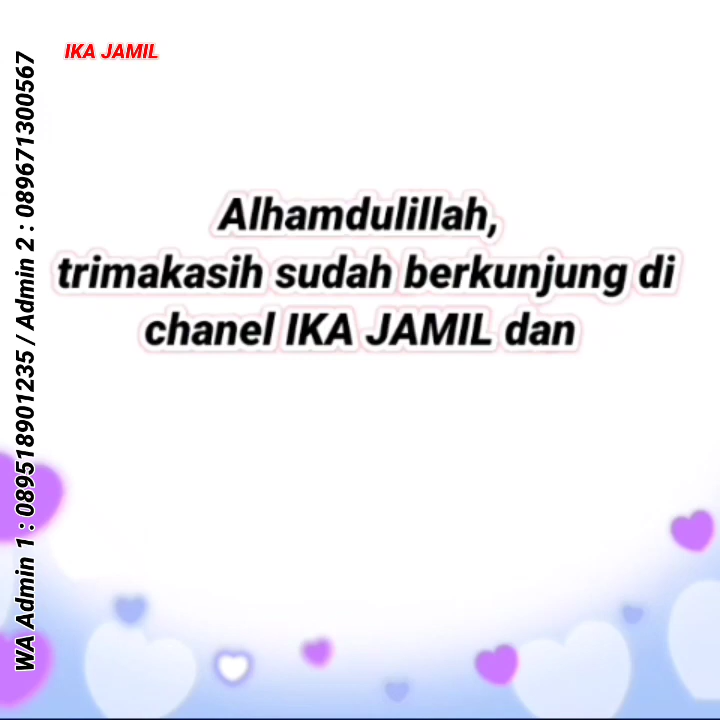 IKA JAMIL
Alhamdulillah,
trimakasih sudah berkunjung di
chanel IKA JAMIL dan
WA Admin 1 : 089518901235 / Admin 2 : 089671300567